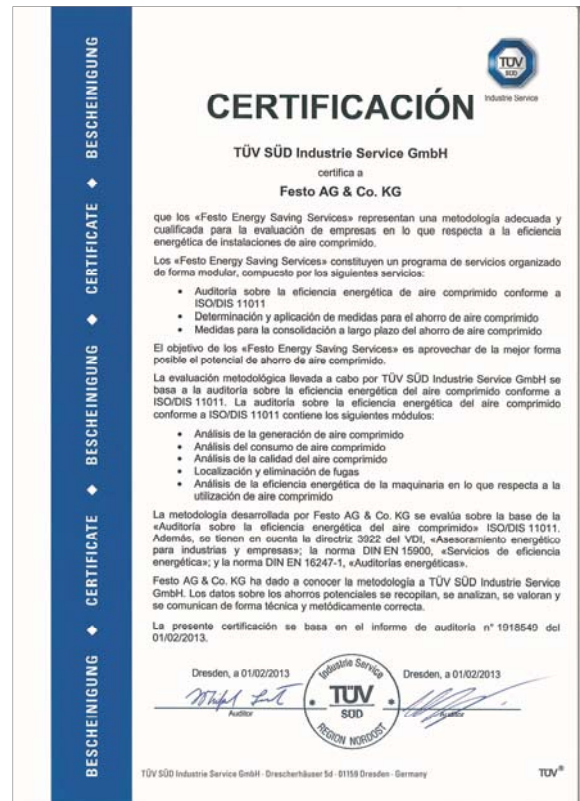 BESCHEINIGUNG ◆ CERTIFICATE ◆ BESCHEINIGUNG ◆ CERTIFICATE ◆ BESCHEINIGUNG
TÜV
SÜD
Industrie Service
CERTIFICACIÓN
TÜV SÜD Industrie Service GmbH
certifica a
Festo AG & Co. KG
que los «Festo Energy Saving Services» representan una metodología adecuada y
cualificada para la evaluación de empresas en lo que respecta a la eficiencia
energética de instalaciones de aire comprimido.
Los «Festo Energy Saving Services» constituyen un programa de servicios organizado
de forma modular, compuesto por los siguientes servicios:
• Auditoría sobre la eficiencia energética de aire comprimido conforme a
ISO/DIS 11011
• Determinación y aplicación de medidas para el ahorro de aire comprimido
• Medidas para la consolidación a largo plazo del ahorro de aire comprimido
El objetivo de los «Festo Energy Saving Services» es aprovechar de la mejor forma
posible el potencial de ahorro de aire comprimido.
La evaluación metodológica llevada a cabo por TÜV SÜD Industrie Service GmbH se
basa a la auditoría sobre la eficiencia energética del aire comprimido conforme a
ISO/DIS 11011. La auditoría sobre la eficiencia energética del aire comprimido
conforme a ISO/DIS 11011 contiene los siguientes módulos:
• Análisis de la generación de aire comprimido
• Análisis del consumo de aire comprimido
• Análisis de la calidad del aire comprimido
• Localización y eliminación de fugas
• Análisis de la eficiencia energética de la maquinaria en lo que respecta a la
utilización de aire comprimido
La metodología desarrollada por Festo AG & Co. KG se evalúa sobre la base de la
«Auditoría sobre la eficiencia energética del aire comprimido» ISO/DIS 11011.
Además, se tienen en cuenta la directriz 3922 del VDI, «Asesoramiento energético
para industrias y empresas»; la norma DIN EN 15900, «Servicios de eficiencia
energética»; y la norma DIN EN 16247-1, «Auditorías energéticas».
Festo AG & Co. KG ha dado a conocer la metodología a TÜV SÜD Industrie Service
GmbH. Los datos sobre los ahorros potenciales se recopilan, se analizan, se valoran y
se comunican de forma técnica y metódicamente correcta.
La presente certificación se basa en el informe de auditoría n° 1918549 del
01/02/2013.
Dresden, a 01/02/2013
Auditor
Industrie Service
TÜV
SÜD
REGION NORDOST
Dresden, a 01/02/2013
Auditor
TÜV SÜD Industrie Service GmbH · Drescherhäuser 5d · 01159 Dresden · Germany
TÜV®